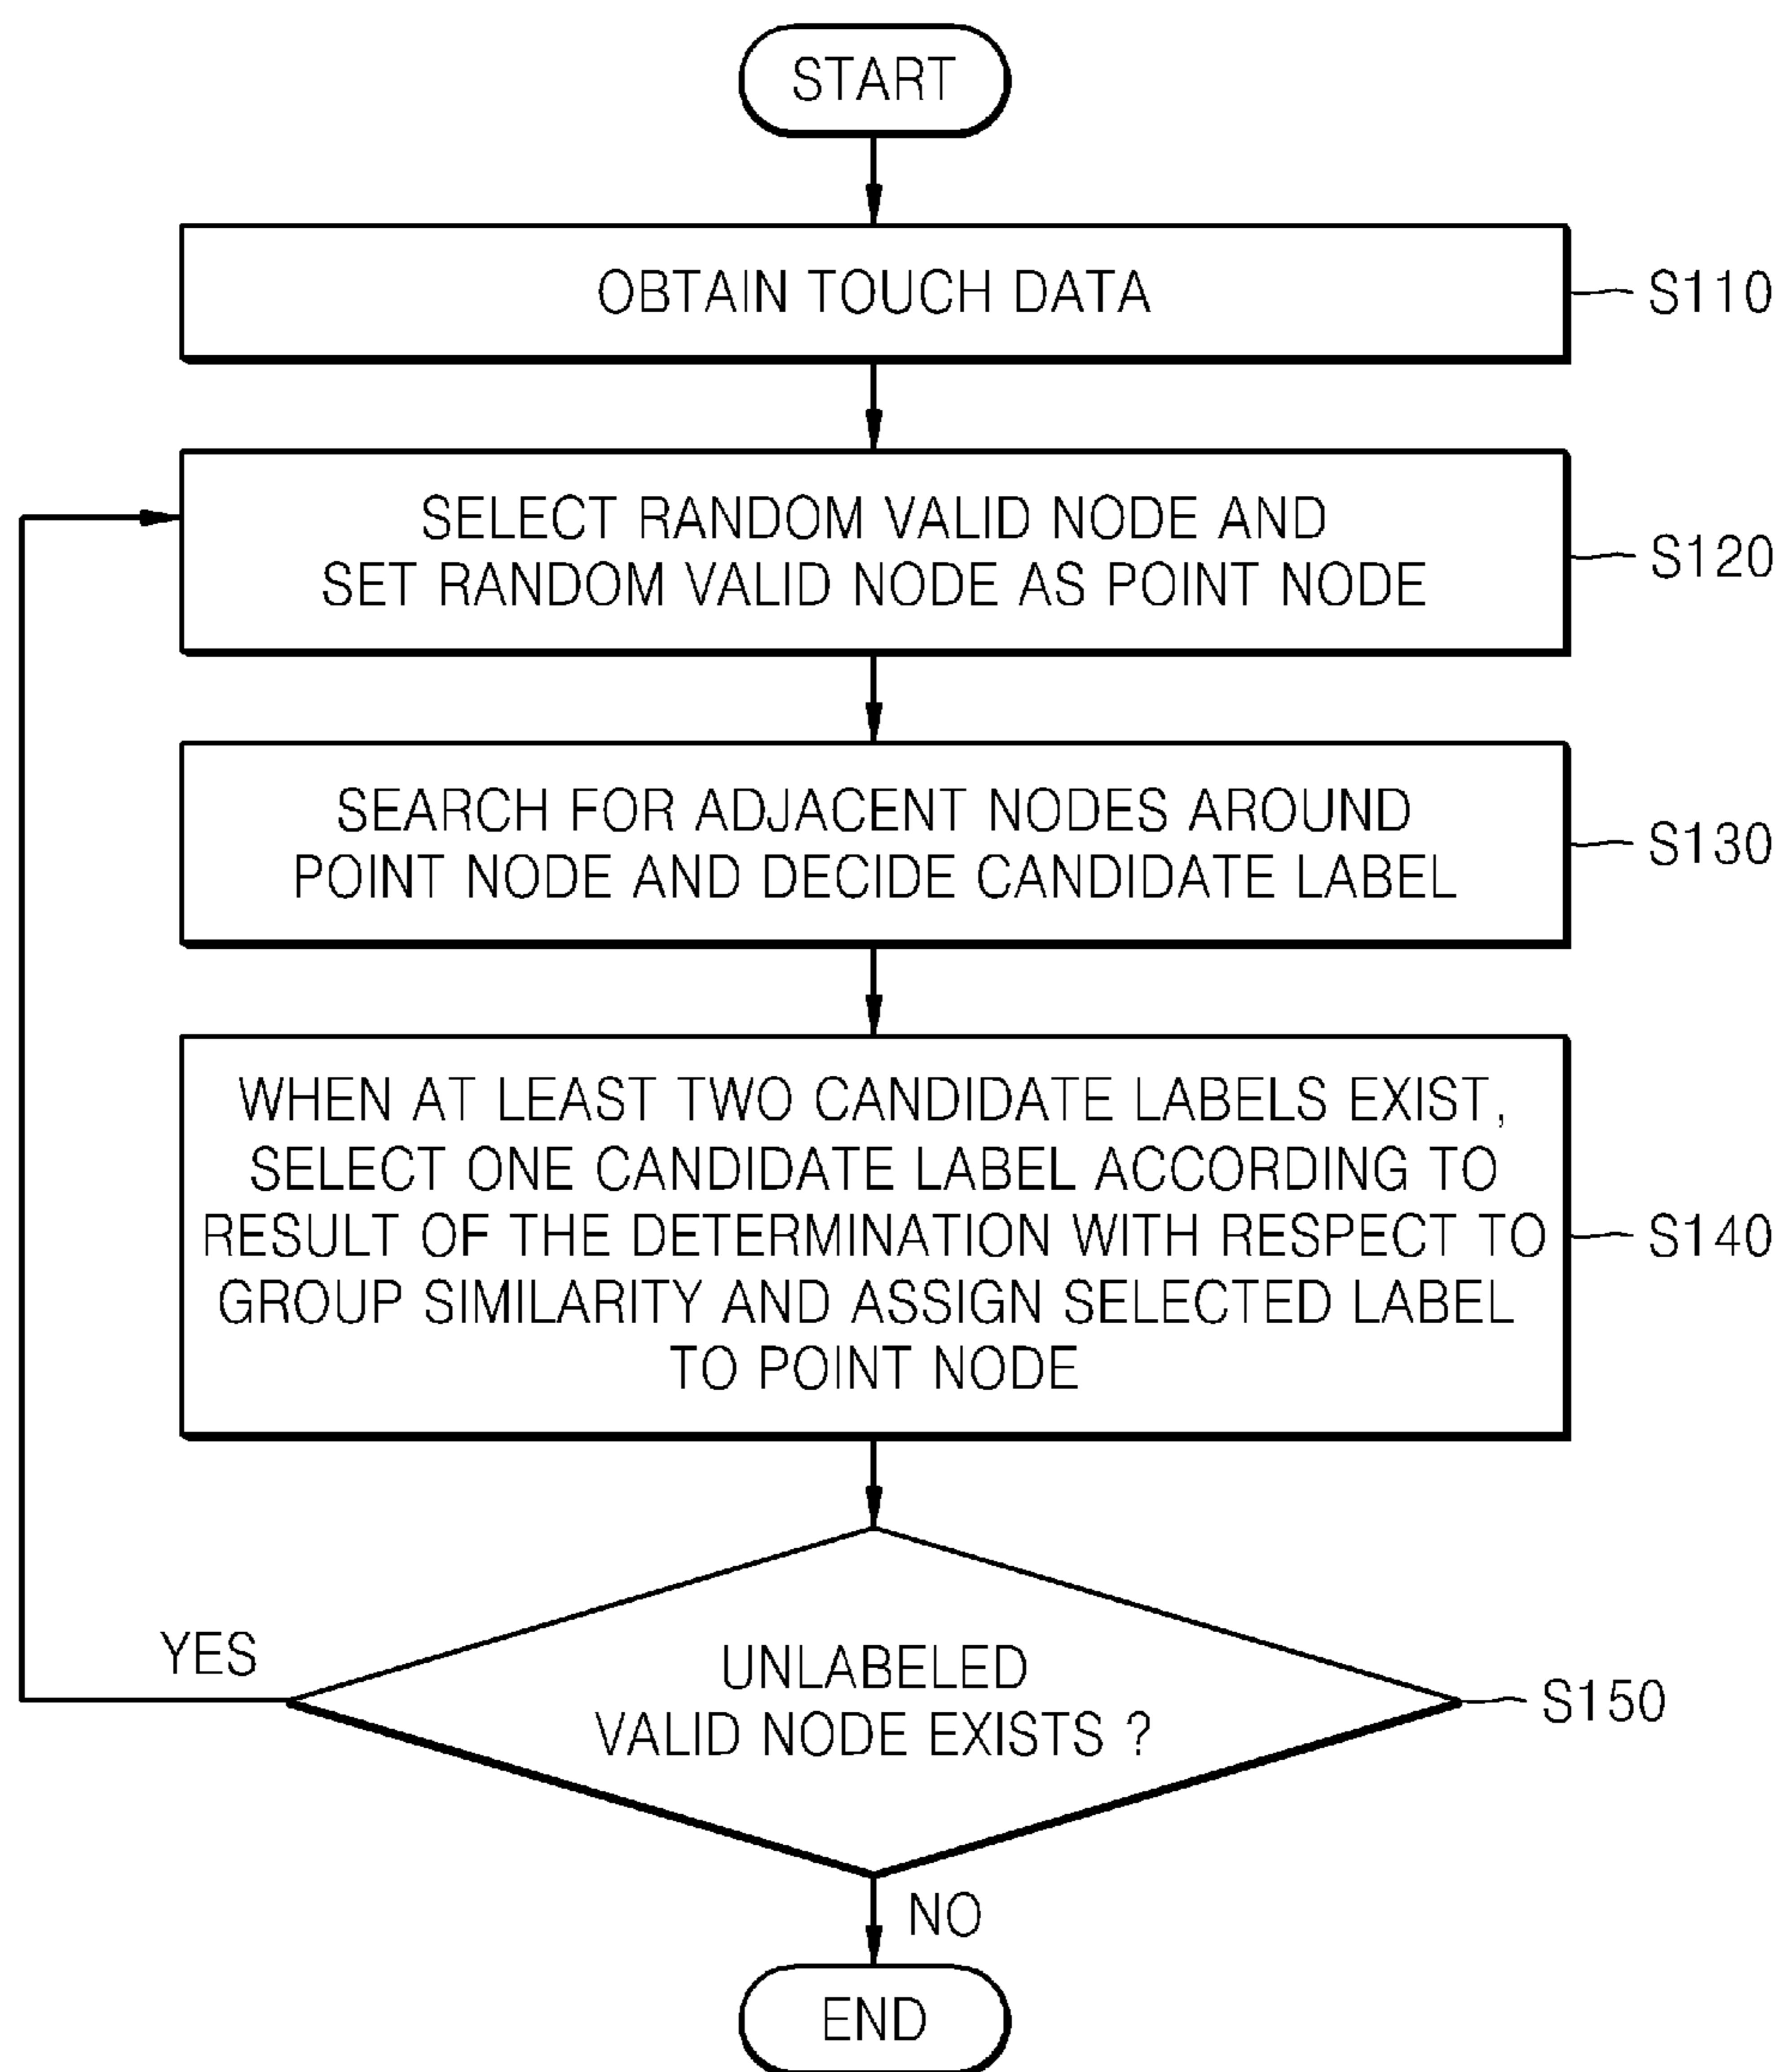 START
OBTAIN TOUCH DATA
S110
SELECT RANDOM VALID NODE AND
SET RANDOM VALID NODE AS POINT NODE
S120
SEARCH FOR ADJACENT NODES AROUND
POINT NODE AND DECIDE CANDIDATE LABEL
S130
WHEN AT LEAST TWO CANDIDATE LABELS EXIST,
SELECT ONE CANDIDATE LABEL ACCORDING TO
RESULT OF THE DETERMINATION WITH RESPECT TO
GROUP SIMILARITY AND ASSIGN SELECTED LABEL
TO POINT NODE
S140
YES
UNLABELED
VALID NODE EXISTS ?
S150
NO
END